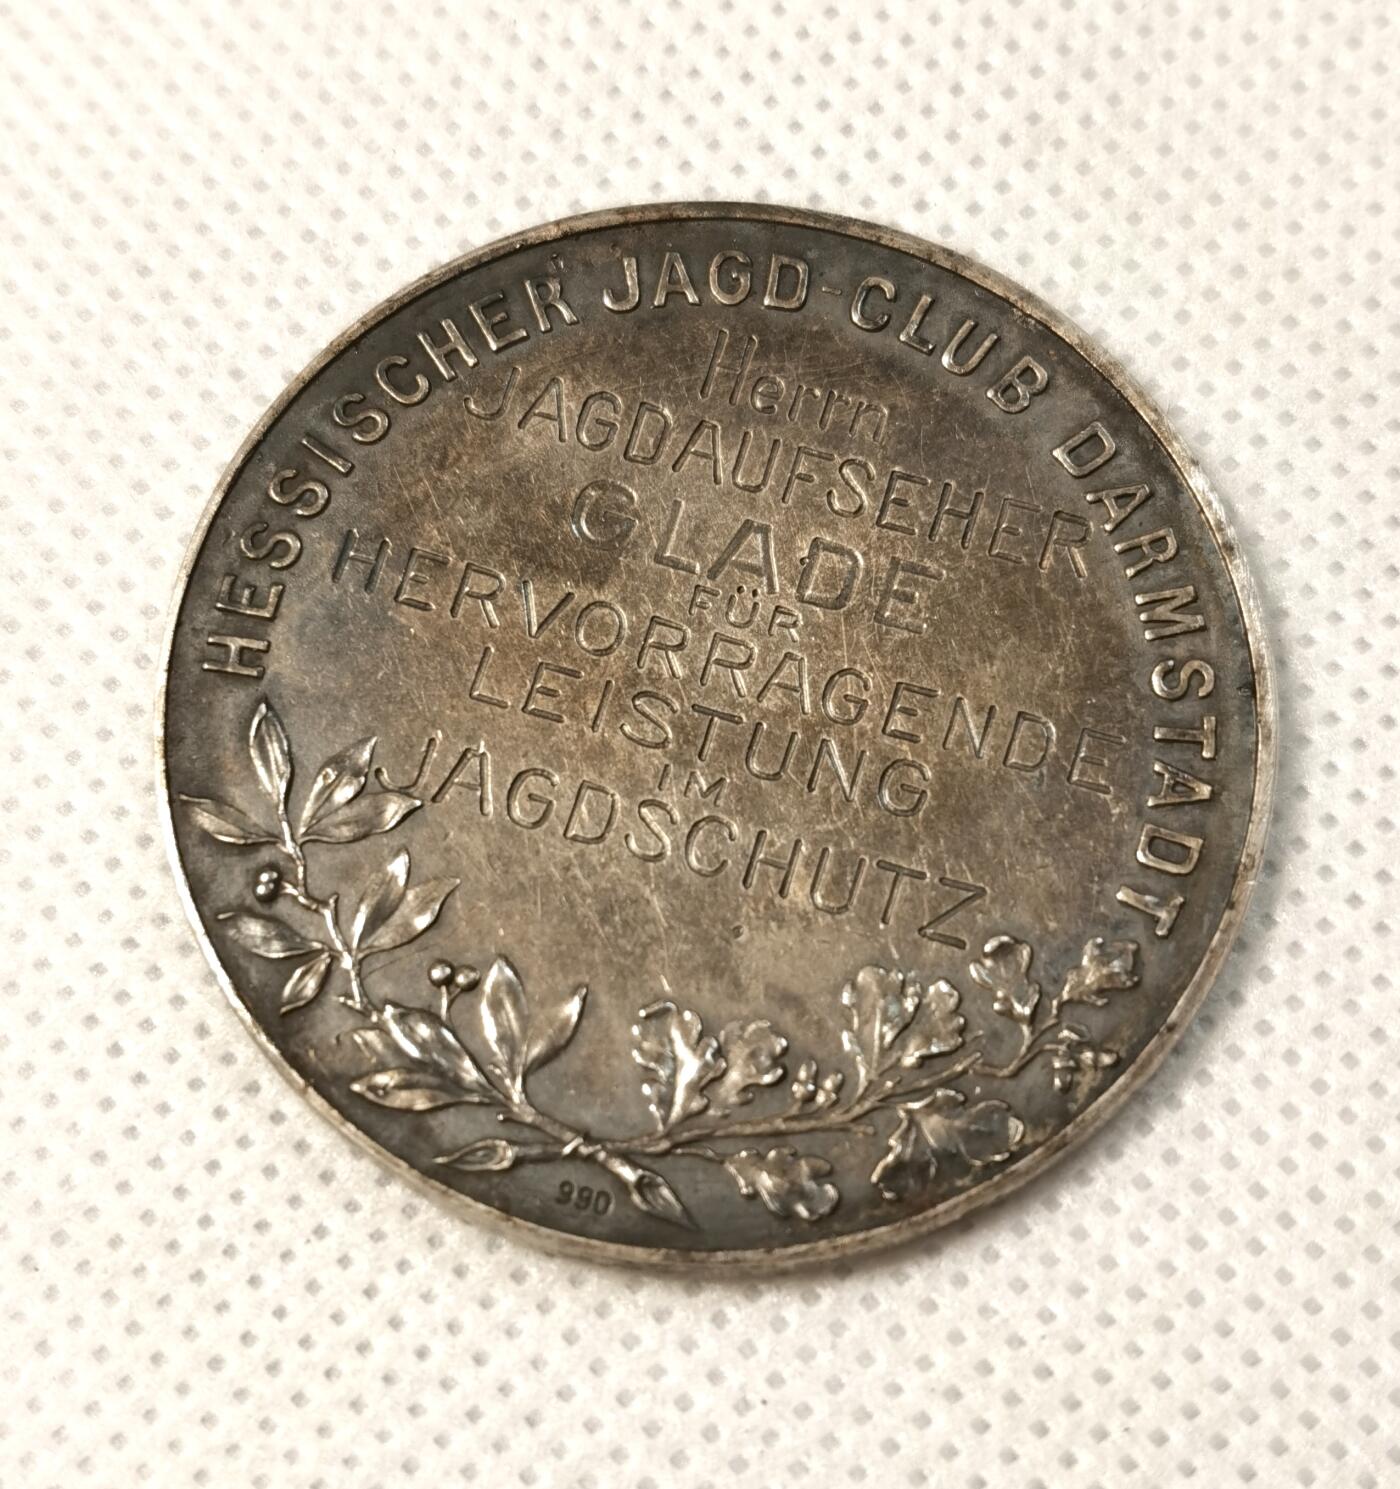 HESSISCHER JAGD-CLUB DARMSTADT
Herrn
JAGDAUFSEHER
GLADE
FÜR
HERVORRAGENDE
LEISTUNG
IM
JAGDSCHUTZ
990